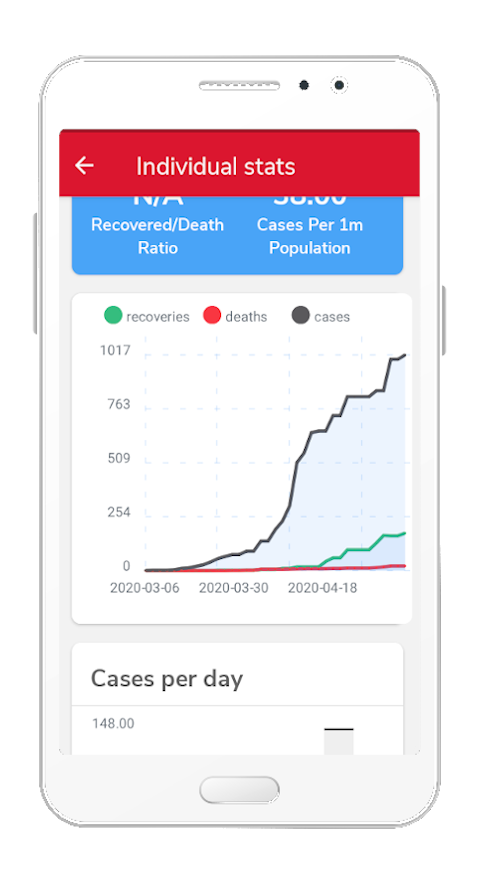 Individual stats
N/A 38.00
Recovered/Death Cases Per 1m
Ratio Population
recoveries deaths cases
1017
763
509
254
0
2020-03-06 2020-03-30 2020-04-18
Cases per day
148.00